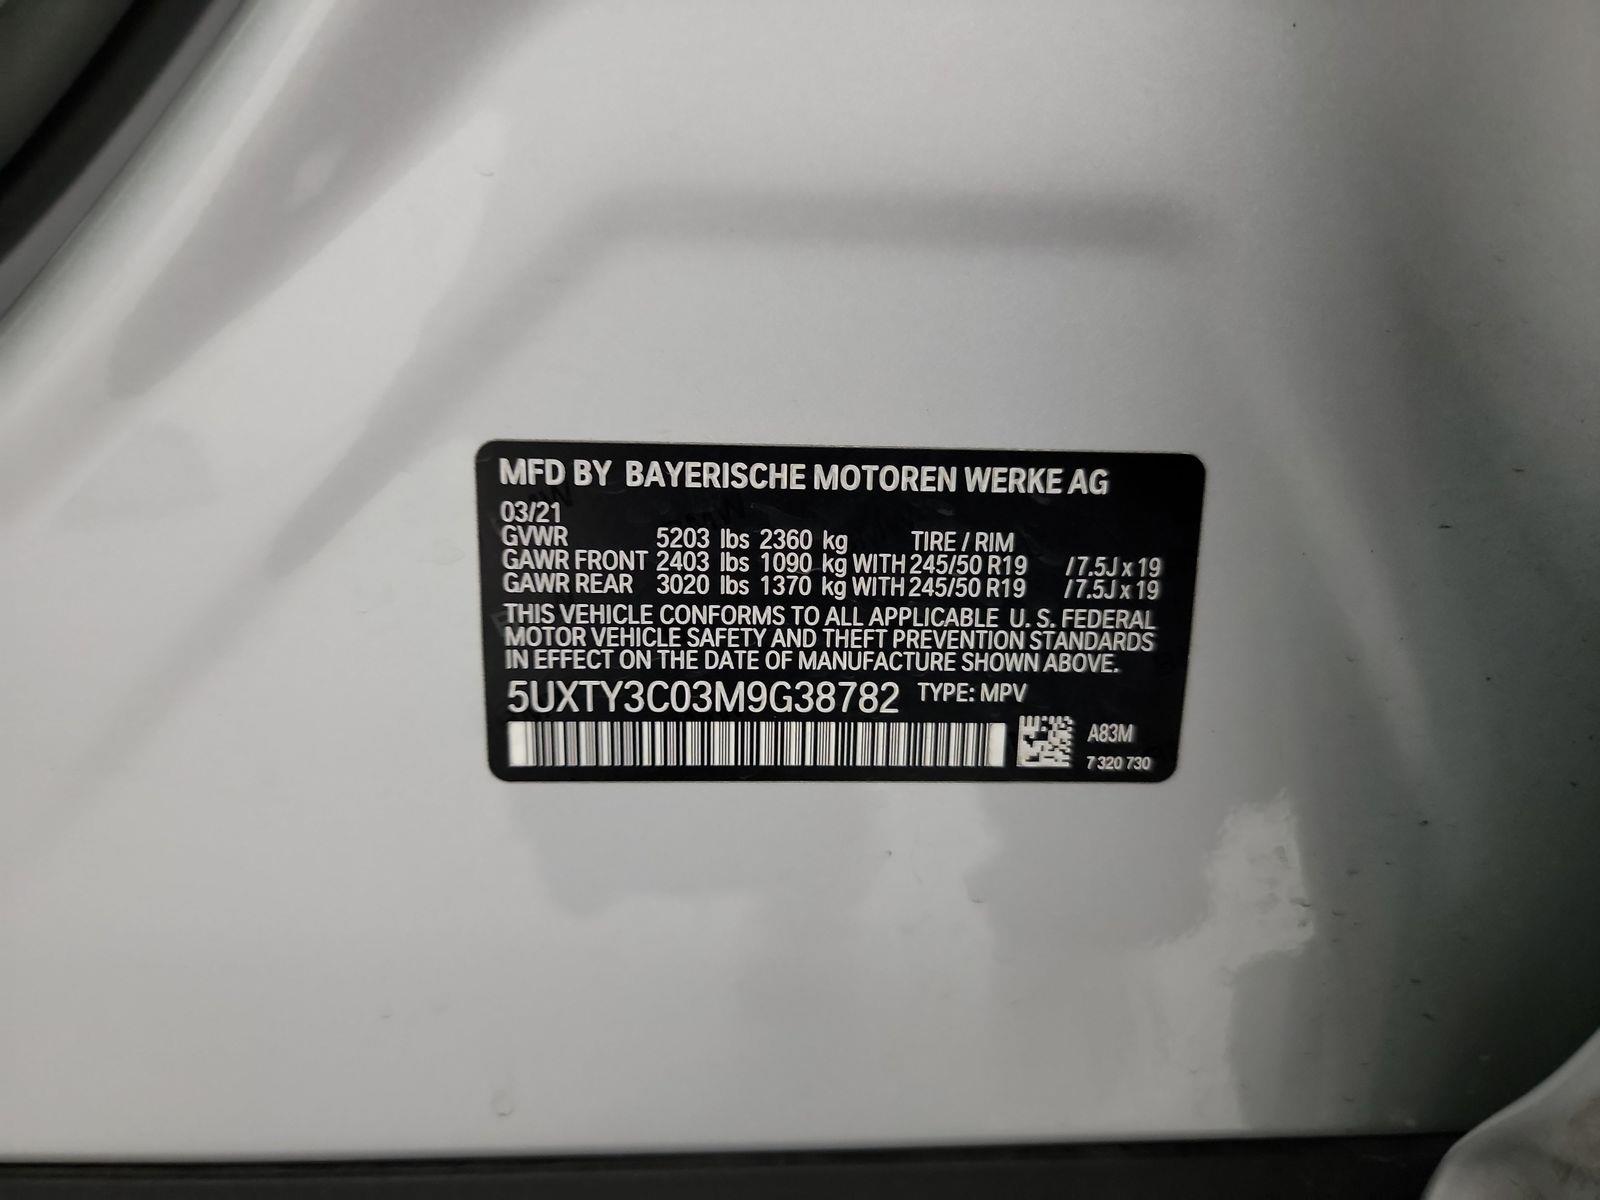 MFD BY BAYERISCHE MOTOREN WERKE AG
03/21
GVWR 5203 lbs 2360 kg TIRE / RIM
GAWR FRONT 2403 lbs 1090 kg WITH 245/50 R19 /7.5J x 19
GAWR REAR 3020 lbs 1370 kg WITH 245/50 R19 /7.5J x 19
THIS VEHICLE CONFORMS TO ALL APPLICABLE U. S. FEDERAL
MOTOR VEHICLE SAFETY AND THEFT PREVENTION STANDARDS
IN EFFECT ON THE DATE OF MANUFACTURE SHOWN ABOVE.
5UXTY3C03M9G38782 TYPE: MPV
A83M
7 320 730